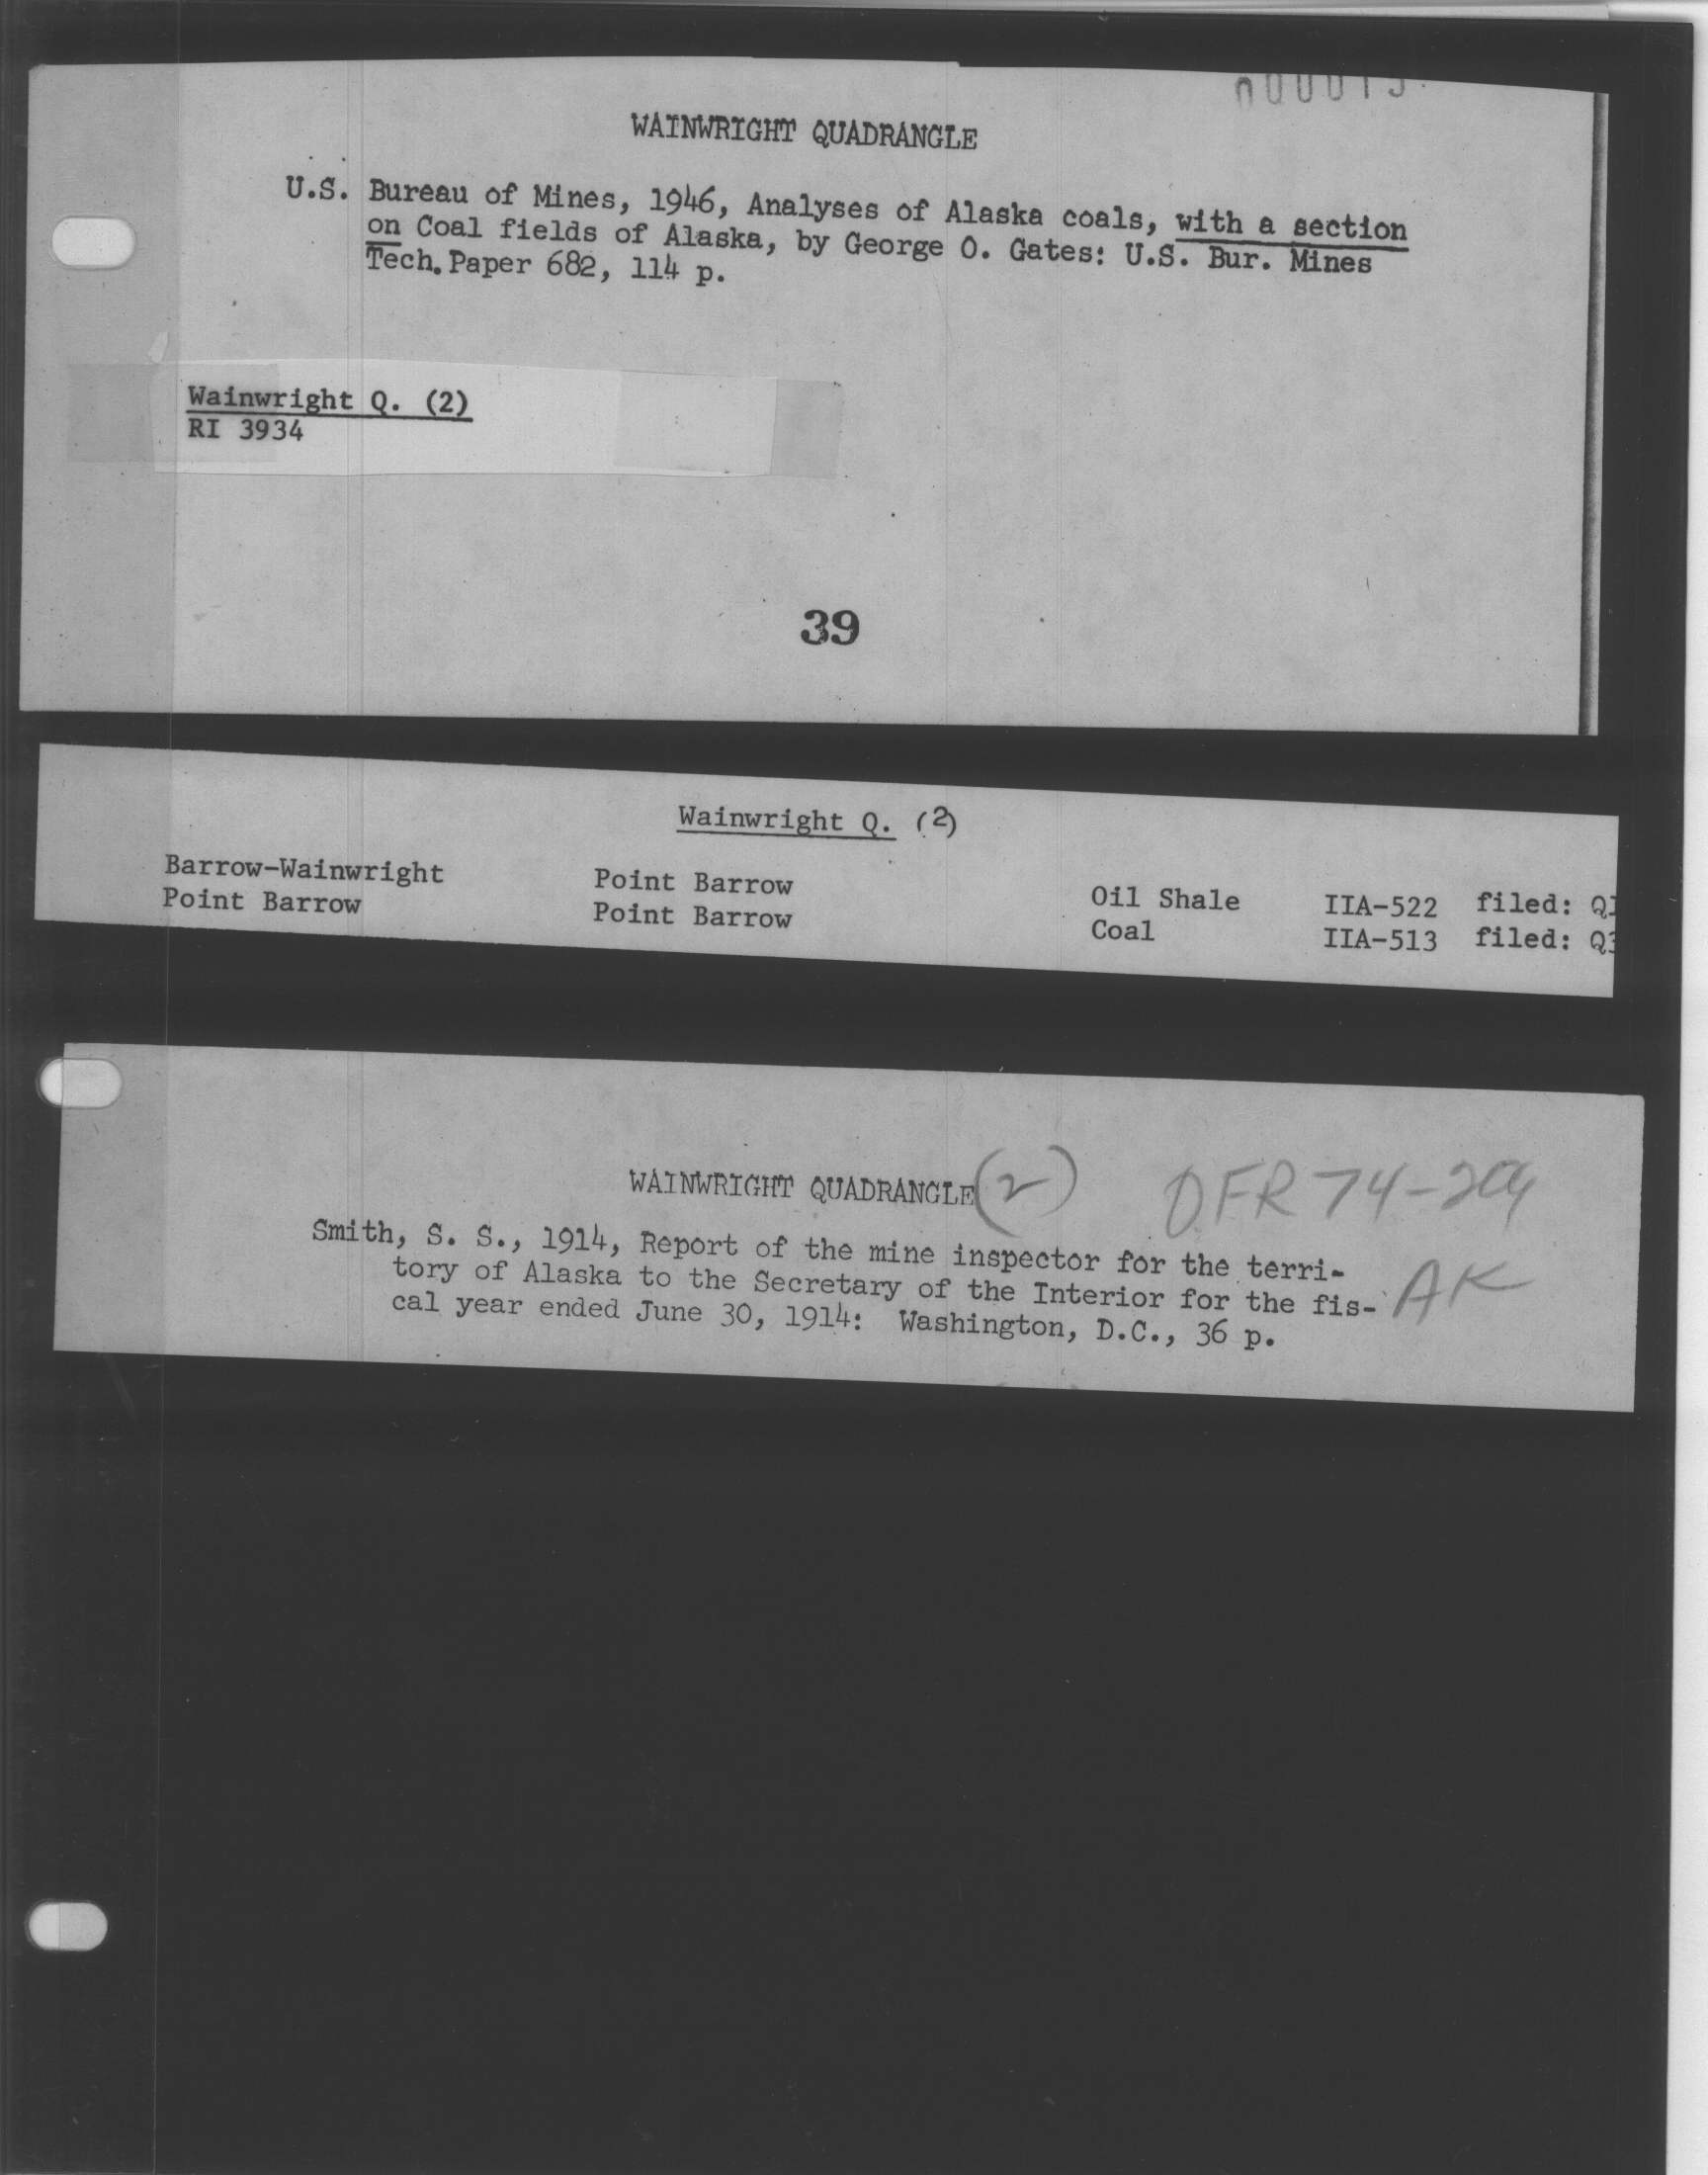 WAINWRIGHT QUADRANGLE
U.S. Bureau of Mines, 1946, Analyses of Alaska coals, with a section
on Coal fields of Alaska, by George O. Gates: U.S. Bur. Mines
Tech. Paper 682, 114 p.
Wainwright Q. (2)
RI 3934
39
Wainwright Q. (2)
Barrow-Wainwright Point Barrow Oil Shale IIA-522 filed:
Point Barrow Point Barrow Coal IIA-513 filed:
WAINWRIGHT QUADRANGLE (2) OFR 74-204
Smith, S. S., 1914, Report of the mine inspector for the terri-
tory of Alaska to the Secretary of the Interior for the fis-
cal year ended June 30, 1914: Washington, D.C., 36 p.
AK